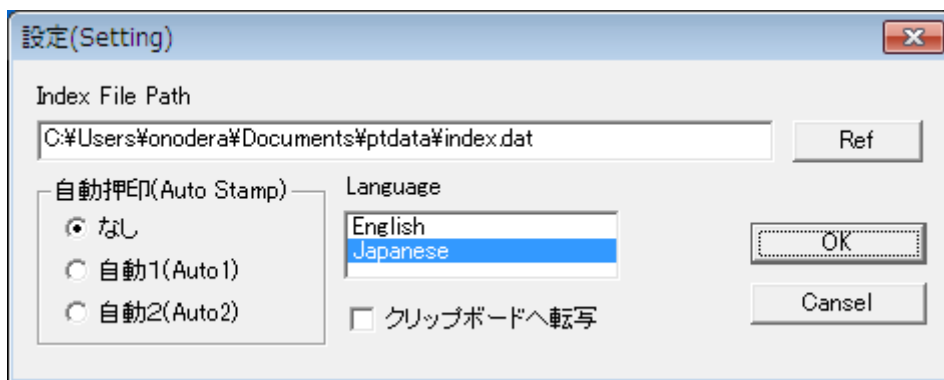 設定(Setting)
Index File Path
C:¥Users¥onodera¥Documents¥ptdata¥index.dat
Ref
自動押印(Auto Stamp)
なし
自動1(Auto1)
自動2(Auto2)
Language
English
Japanese
クリップボードへ転写
OK
Cansel